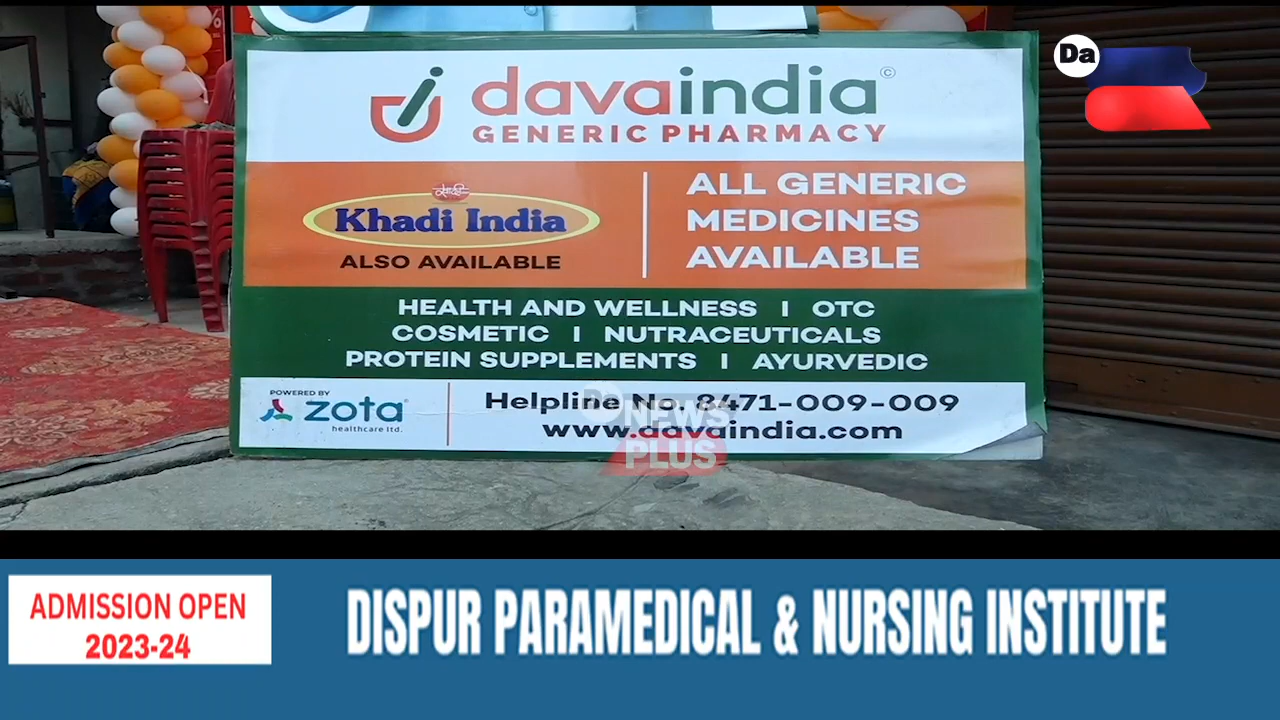 Da
davaindia©
GENERIC PHARMACY
खादी
Khadi India
ALSO AVAILABLE
ALL GENERIC
MEDICINES
AVAILABLE
HEALTH AND WELLNESS I OTC
COSMETIC I NUTRACEUTICALS
PROTEIN SUPPLEMENTS I AYURVEDIC
POWERED BY
zota
healthcare ltd.
Helpline No. 8471-009-009
www.davaindia.com
Da
NEWS
PLUS
ADMISSION OPEN
2023-24
DISPUR PARAMEDICAL & NURSING INSTITUTE